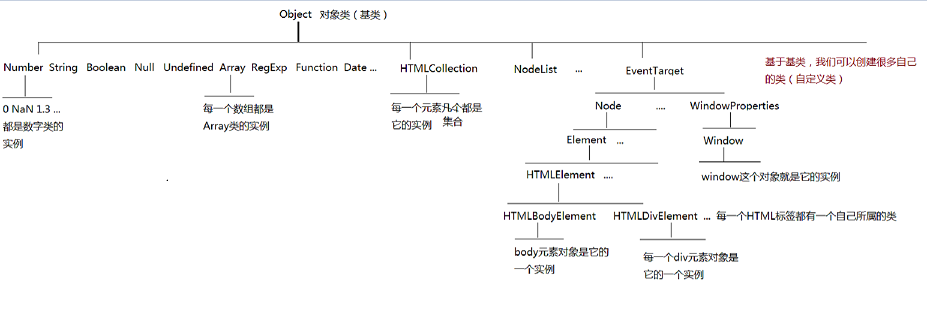 Object 对象类（基类）
Number String Boolean Null Undefined Array RegExp Function Date ... HTMLCollection NodeList ... EventTarget
基于基类，我们可以创建很多自己
的类（自定义类）
0 NaN 1.3 ...
都是数字类的
实例
每一个数组都是
Array类的实例
每一个元素集合都是
它的实例
Node .... WindowProperties
Element ...
Window
HTMLElement ....
window这个对象就是它的实例
HTMLBodyElement HTMLDivElement ... 每一个HTML标签都有一个自己所属的类
body元素对象是它的
一个实例
每一个div元素对象是
它的一个实例